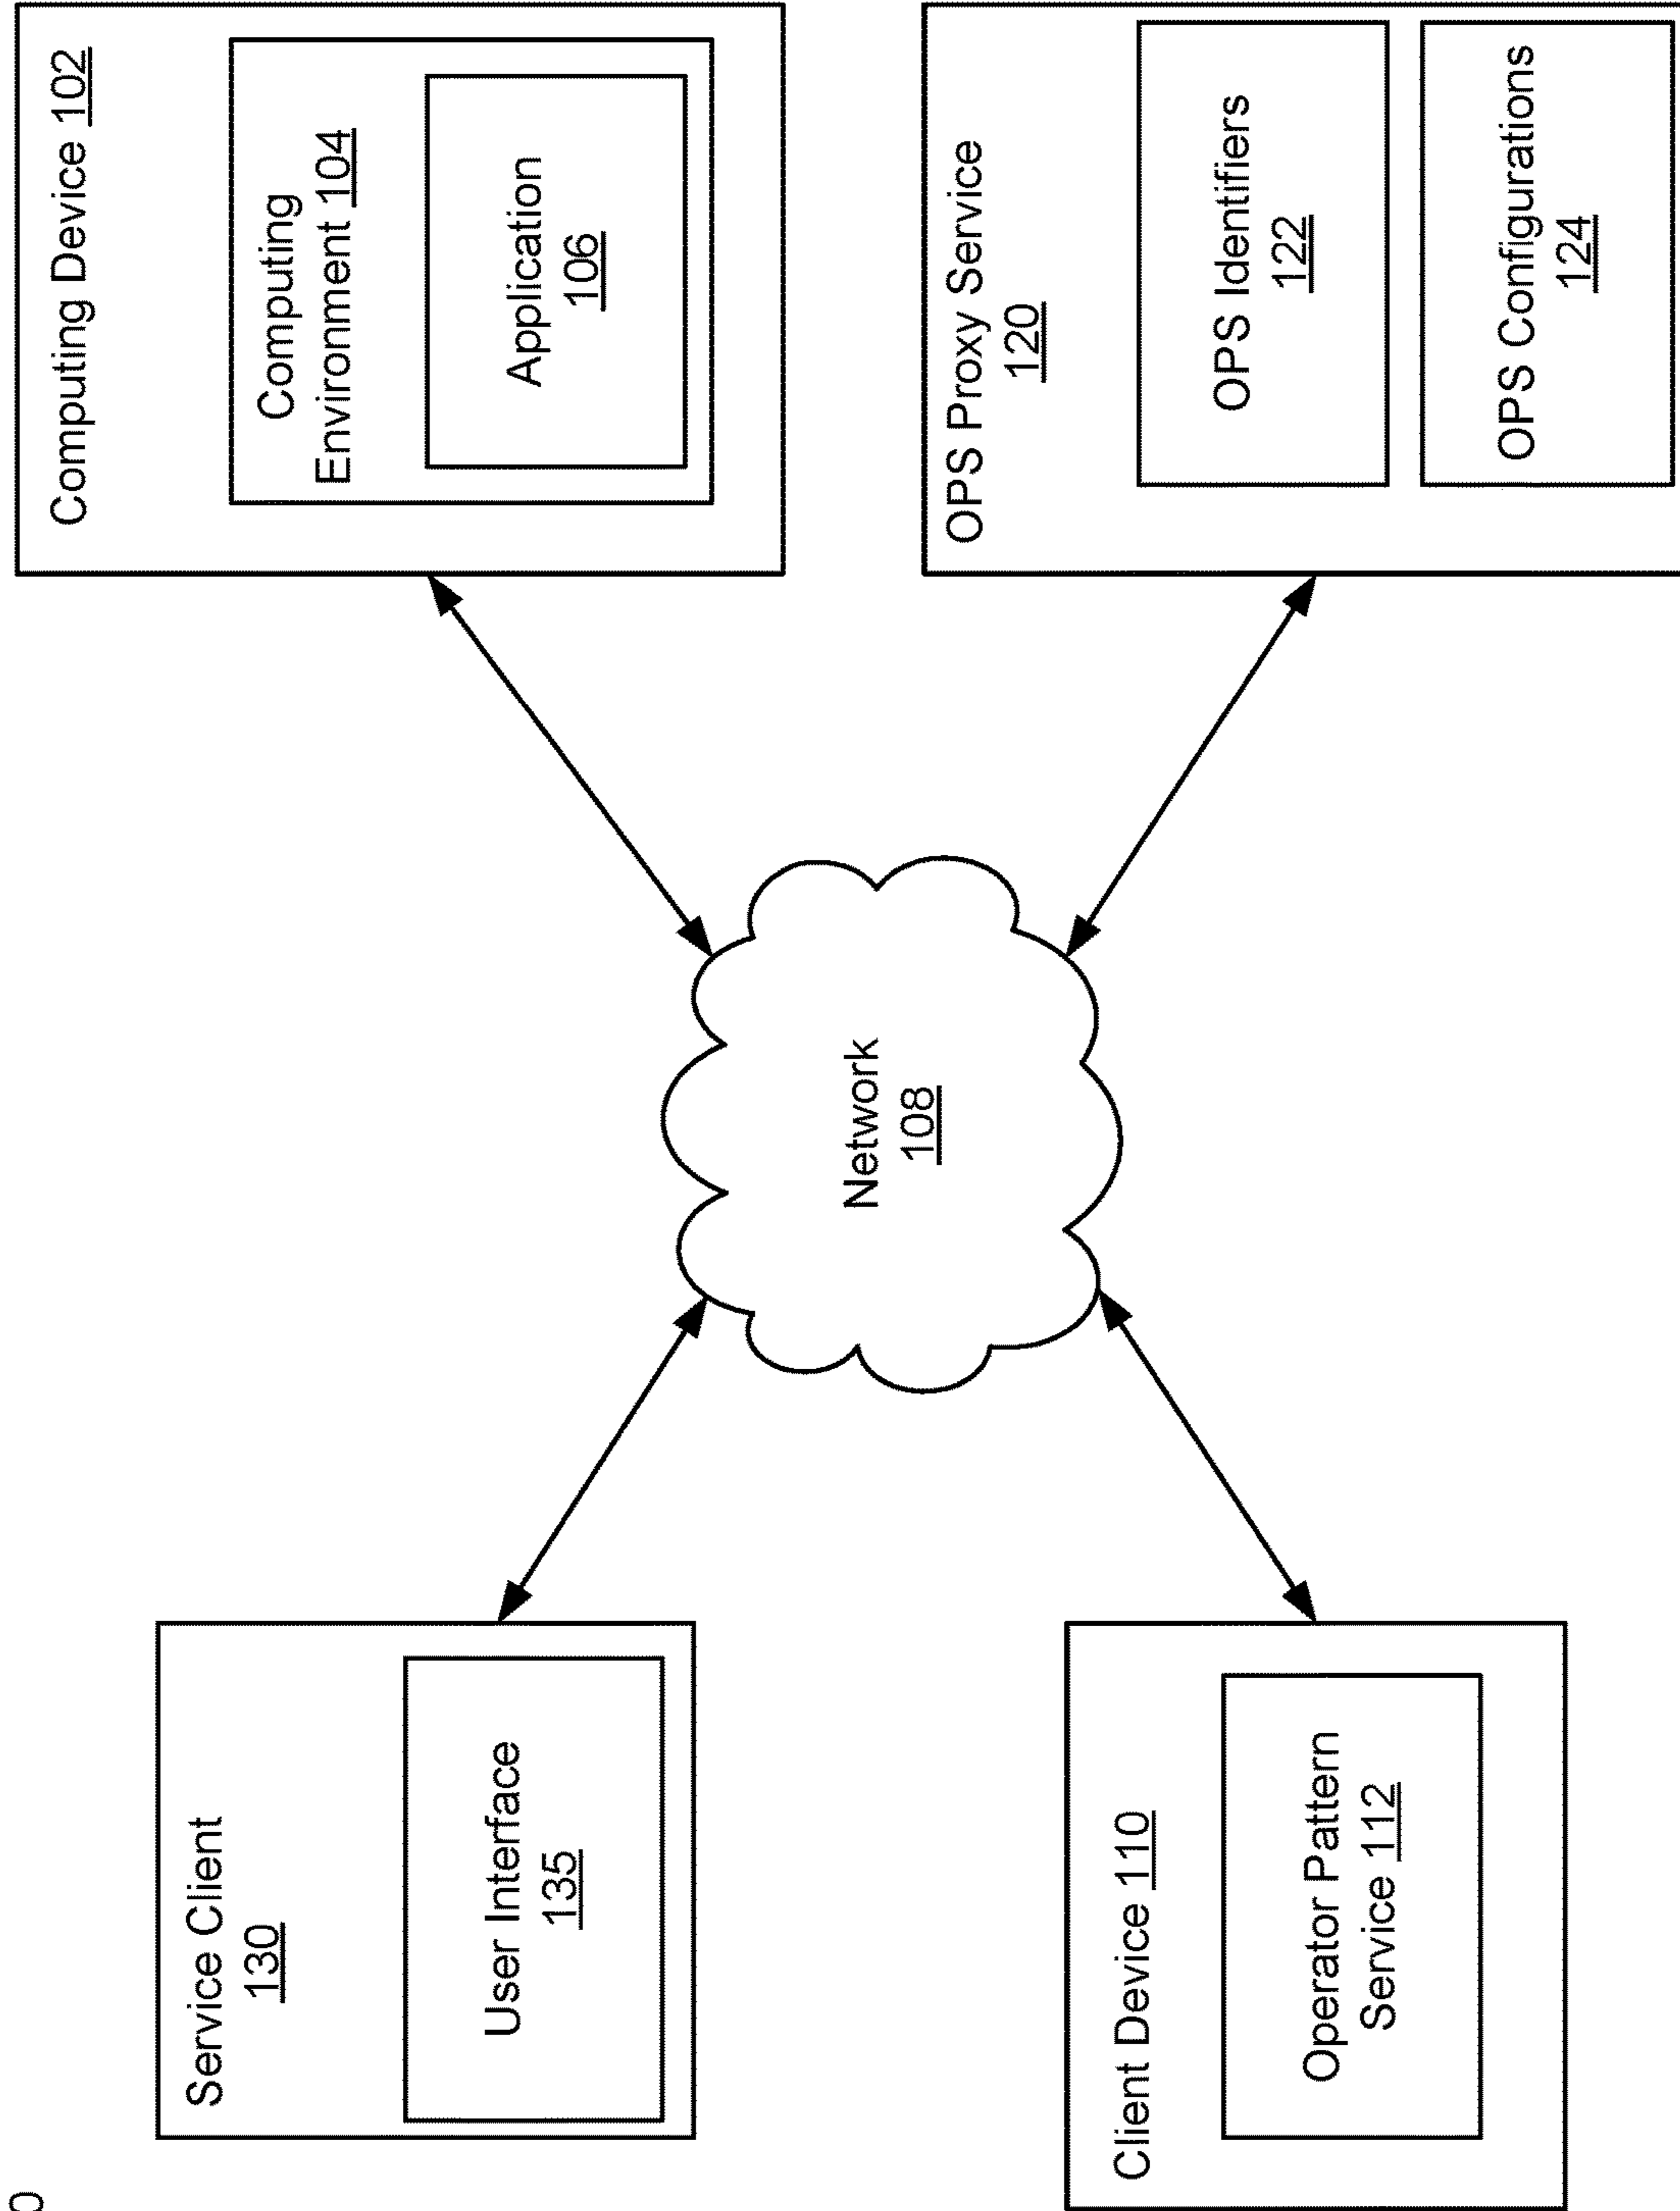 Service Client
130
User Interface
135
Computing Device 102
Computing
Environment 104
Application
106
Network
108
Client Device 110
Operator Pattern
Service 112
OPS Proxy Service
120
OPS Identifiers
122
OPS Configurations
124